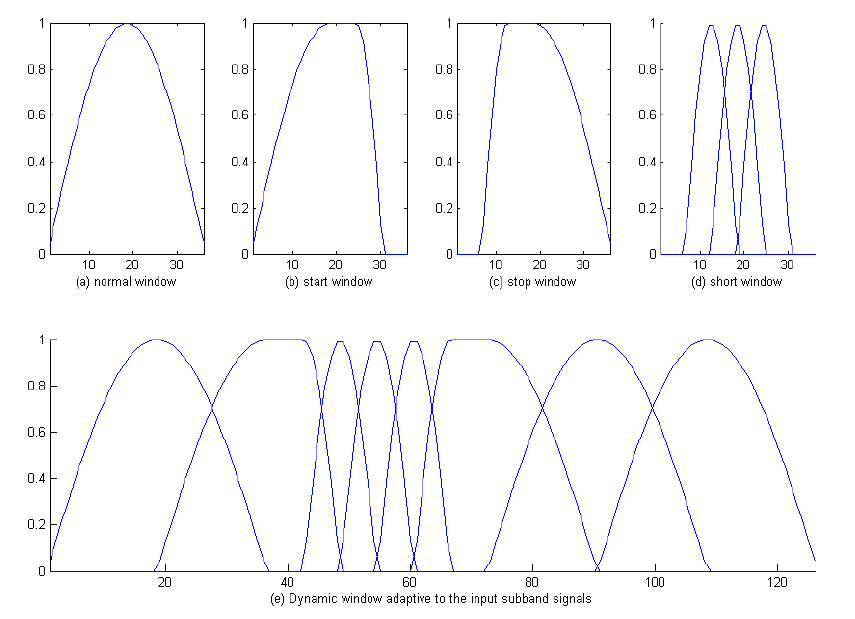 1 1 1 1
0.8 0.8 0.8 0.8
0.6 0.6 0.6 0.6
0.4 0.4 0.4 0.4
0.2 0.2 0.2 0.2
0 0 0 0
10 20 30 10 20 30 10 20 30 10 20 30
(a) normal window (b) start window (c) stop window (d) short window
1
0.8
0.6
0.4
0.2
0
20 40 60 80 100 120
(e) Dynamic window adaptive to the input subband signals